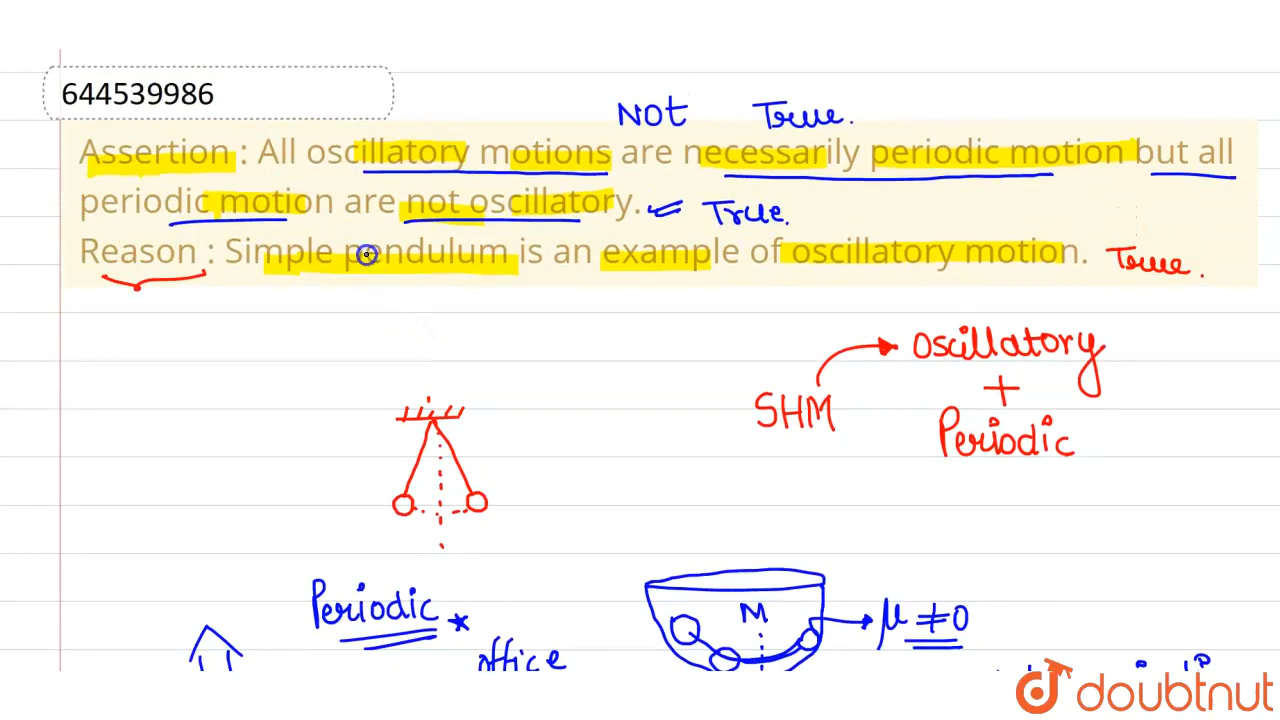 644539986
NOT True.
Assertion : All oscillatory motions are necessarily periodic motion but all
periodic motion are not oscillatory. True.
Reason : Simple pendulum is an example of oscillatory motion. True.
Oscillatory
+
SHM
Periodic
Periodic
M
μ ≠ 0
office
doubtnut